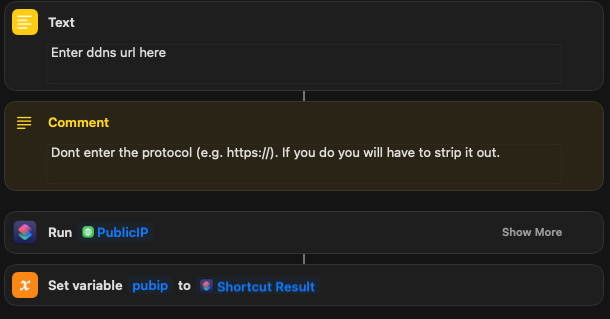 Text
Enter ddns url here
Comment
Dont enter the protocol (e.g. https://). If you do you will have to strip it out.
Run PublicIP Show More
Set variable pubip to Shortcut Result